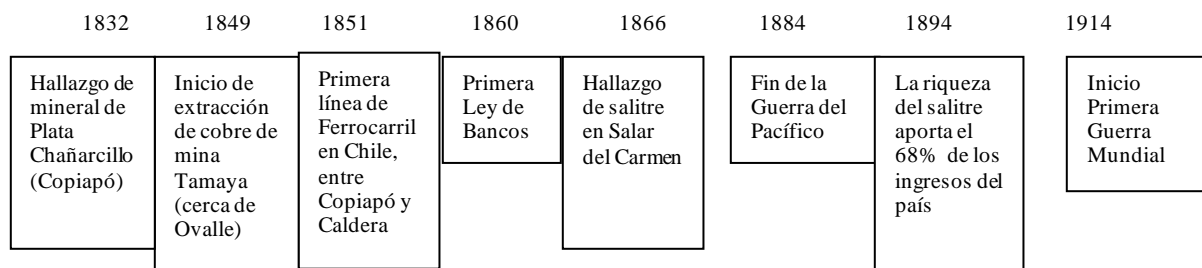 1832 1849 1851 1860 1866 1884 1894 1914
Hallazgo de
mineral de
Plata
Chañarcillo
(Copiapó)
Inicio de
extracción
de cobre de
mina
Tamaya
(cerca de
Ovalle)
Primera
línea de
Ferrocarril
en Chile,
entre
Copiapó y
Caldera
Primera
Ley de
Bancos
Hallazgo
de salitre
en Salar
del Carmen
Fin de la
Guerra del
Pacífico
La riqueza
del salitre
aporta el
68% de los
ingresos del
país
Inicio
Primera
Guerra
Mundial